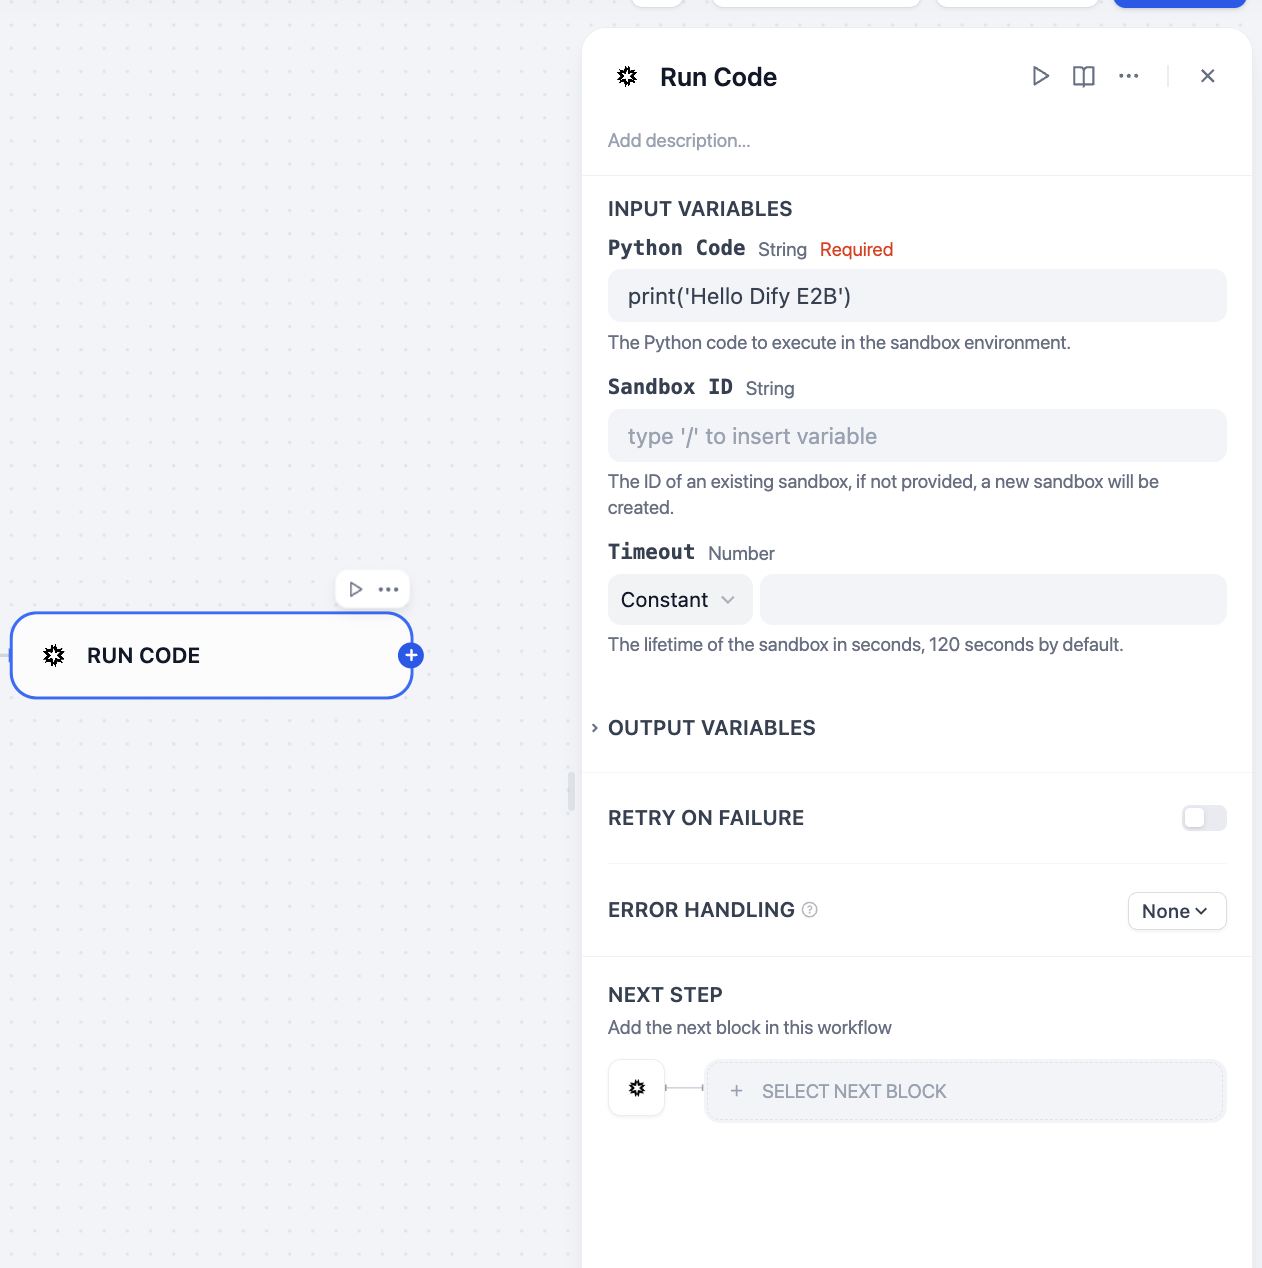 Run Code
Add description...
INPUT VARIABLES
Python Code String Required
print('Hello Dify E2B')
The Python code to execute in the sandbox environment.
Sandbox ID String
type '/' to insert variable
The ID of an existing sandbox, if not provided, a new sandbox will be
created.
Timeout Number
Constant
The lifetime of the sandbox in seconds, 120 seconds by default.
RUN CODE
OUTPUT VARIABLES
RETRY ON FAILURE
ERROR HANDLING
None
NEXT STEP
Add the next block in this workflow
SELECT NEXT BLOCK